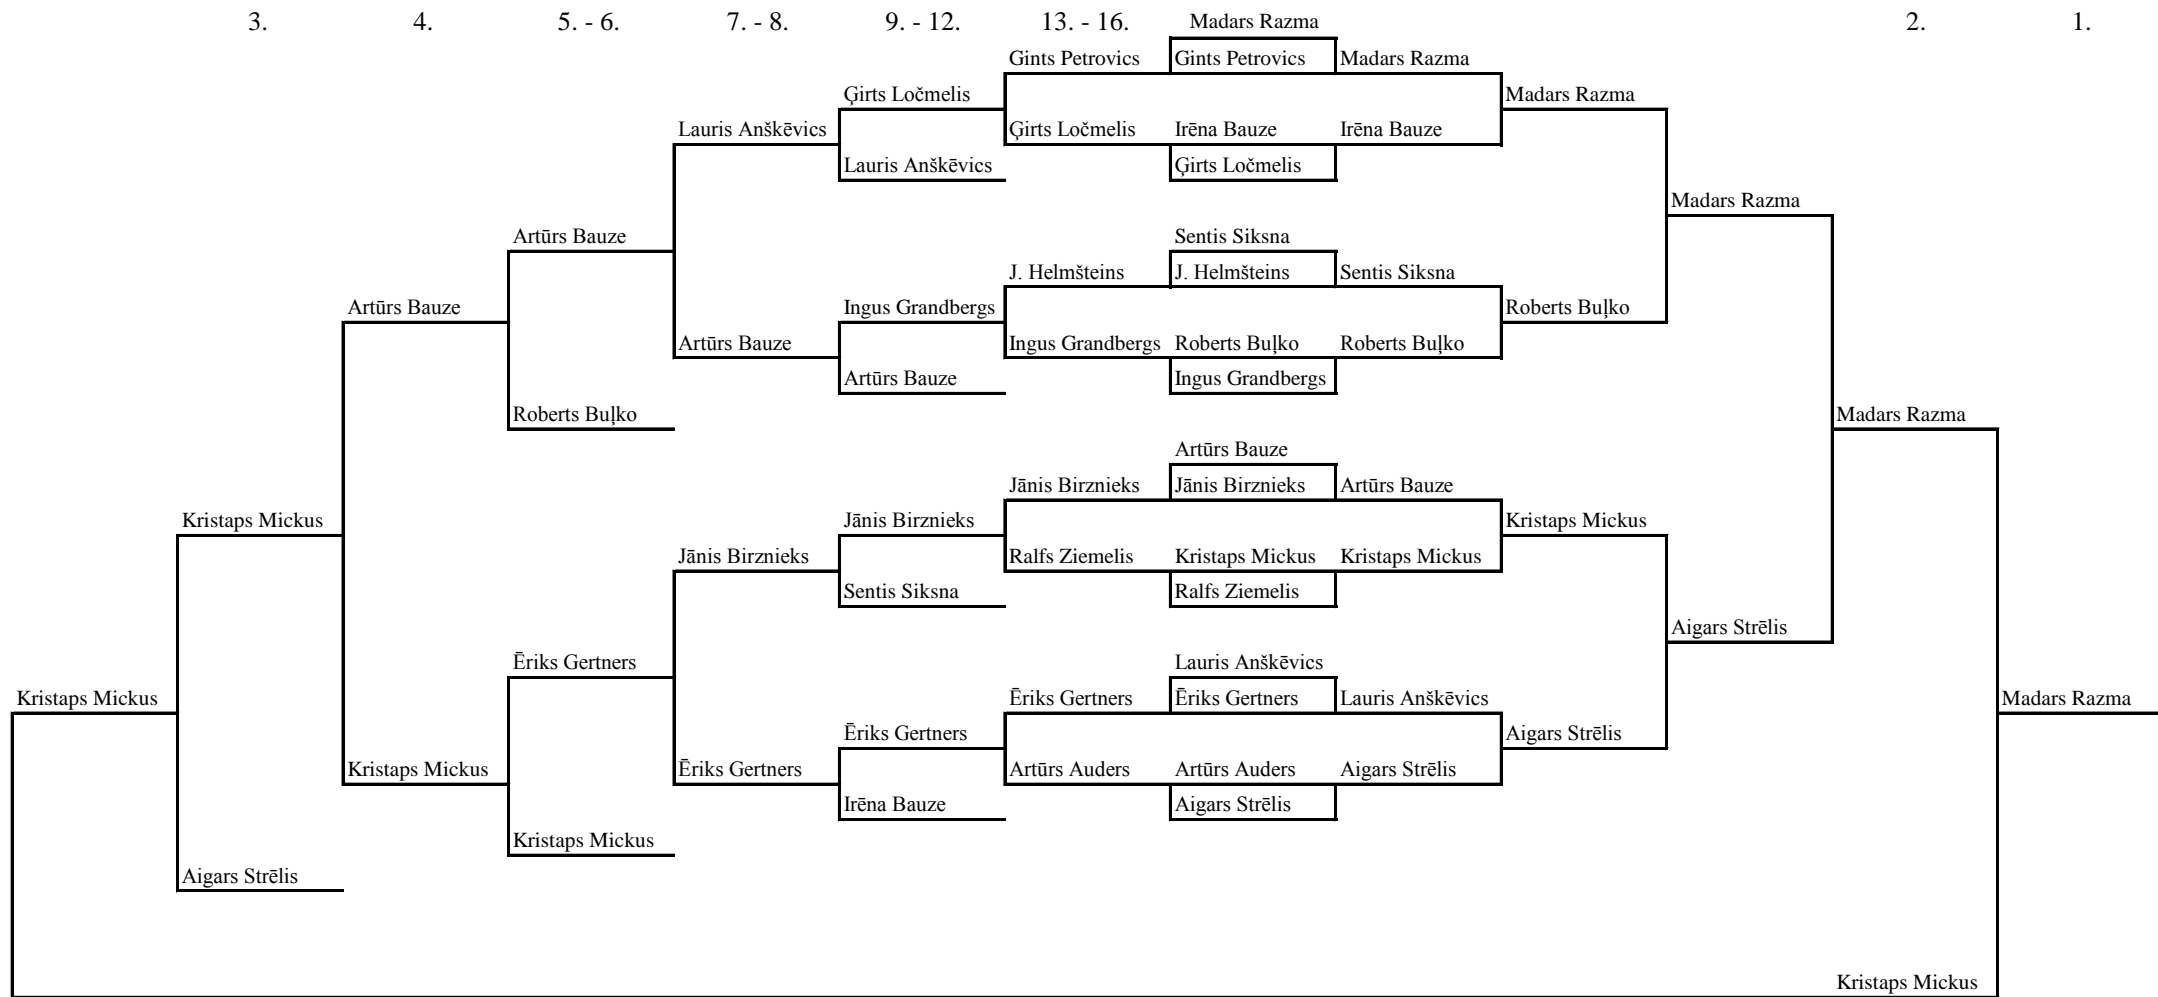 3. 4. 5. - 6. 7. - 8. 9. - 12. 13. - 16. Madars Razma 2. 1.
Gints Petrovics Gints Petrovics Madars Razma
Ģirts Ločmelis Madars Razma
Lauris Anškēvics Ģirts Ločmelis Irēna Bauze Irēna Bauze
Lauris Anškēvics Ģirts Ločmelis
Madars Razma
Artūrs Bauze Sentis Siksna
J. Helmšteins J. Helmšteins Sentis Siksna
Artūrs Bauze Ingus Grandbergs Roberts Buļko
Artūrs Bauze Ingus Grandbergs Roberts Buļko Roberts Buļko
Artūrs Bauze Ingus Grandbergs
Roberts Buļko Madars Razma
Artūrs Bauze
Jānis Birznieks Jānis Birznieks Artūrs Bauze
Kristaps Mickus Jānis Birznieks Kristaps Mickus
Jānis Birznieks Ralfs Ziemelis Kristaps Mickus Kristaps Mickus
Sentis Siksna Ralfs Ziemelis
Aigars Strēlis
Ēriks Gertners Lauris Anškēvics
Kristaps Mickus Ēriks Gertners Ēriks Gertners Lauris Anškēvics Madars Razma
Ēriks Gertners Aigars Strēlis
Kristaps Mickus Ēriks Gertners Artūrs Auders Artūrs Auders Aigars Strēlis
Irēna Bauze Aigars Strēlis
Kristaps Mickus
Aigars Strēlis
Kristaps Mickus